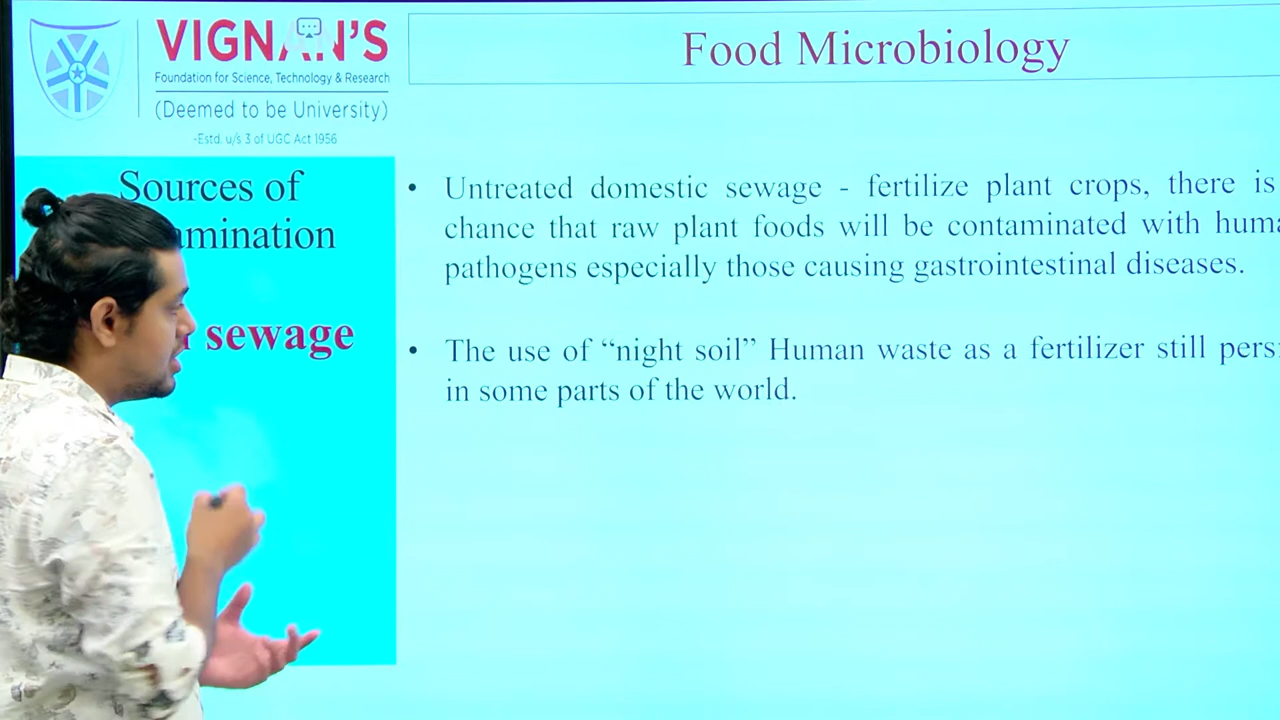 VIGNAN'S
Foundation for Science, Technology & Research
(Deemed to be University)
-Estd. u/s 3 of UGC Act 1956
Food Microbiology
Sources of
amination
sewage
• Untreated domestic sewage - fertilize plant crops, there is
chance that raw plant foods will be contaminated with huma
pathogens especially those causing gastrointestinal diseases.
• The use of “night soil” Human waste as a fertilizer still persi
in some parts of the world.